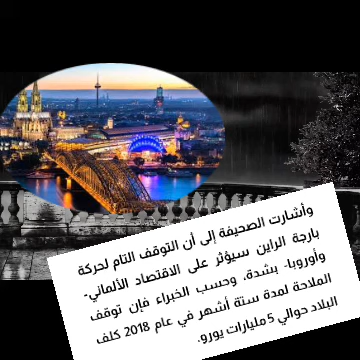 وأشارت الصحيفة إلى أن التوقف التام لحركة
بارجة الراين سيؤثر على الاقتصاد الألماني-
وأوروبا- بشدة. وحسب الخبراء فإن توقف
الملاحة لمدة ستة أشهر في عام 2018 كلف
البلاد حوالي 5 مليارات يورو.